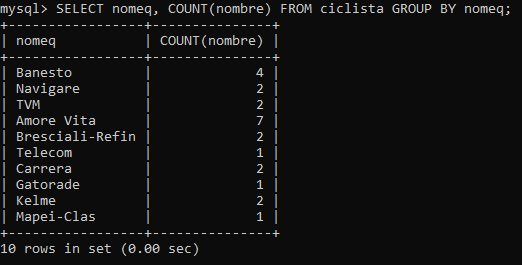 mysql> SELECT nomeq, COUNT(nombre) FROM ciclista GROUP BY nomeq;
+-----------------+---------------+
| nomeq           | COUNT(nombre) |
+-----------------+---------------+
| Banesto         |             4 |
| Navigare        |             2 |
| TVM             |             2 |
| Amore Vita      |             7 |
| Bresciali-Refin |             2 |
| Telecom         |             1 |
| Carrera         |             2 |
| Gatorade        |             1 |
| Kelme           |             2 |
| Mapei-Clas      |             1 |
+-----------------+---------------+
10 rows in set (0.00 sec)